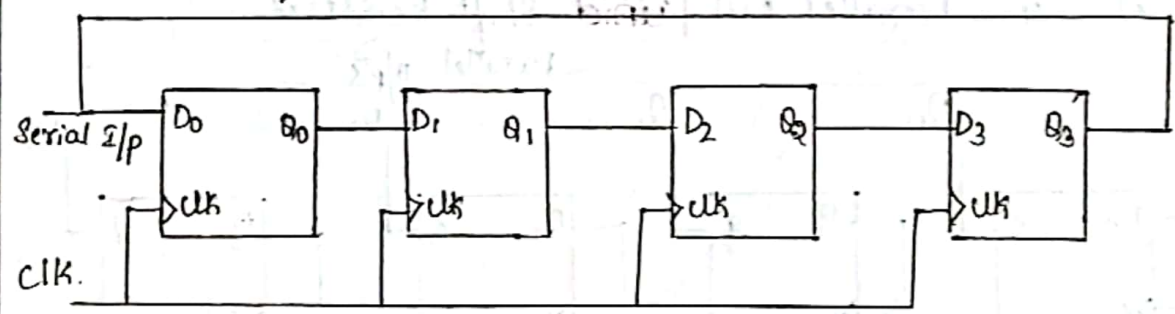 Serial I/p
D0 Q0 D1 Q1 D2 Q2 D3 Q3
Clk Clk Clk Clk
Clk.